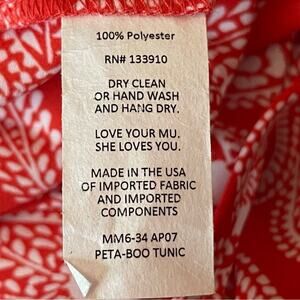 100% Polyester
RN# 133910
DRY CLEAN
OR HAND WASH
AND HANG DRY.
LOVE YOUR MU.
SHE LOVES YOU.
MADE IN THE USA
OF IMPORTED FABRIC
AND IMPORTED
COMPONENTS
MM6-34 AP07
PETA-BOO TUNIC